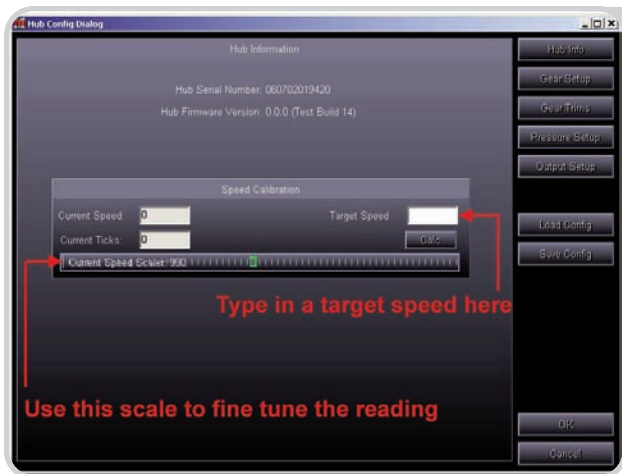 Hub Config Dialog
Hub Information
Hub Serial Number: 060702019420
Hub Firmware Version: 0.0.0 (Test Build 14)
Speed Calibration
Current Speed: 0
Target Speed
Current Ticks: 0
Calc
Current Speed Scaler: 990
Type in a target speed here
Use this scale to fine tune the reading
Hub Info
Gear Setup
Gear Trims
Pressure Setup
Output Setup
Load Config
Save Config
OK
Cancel